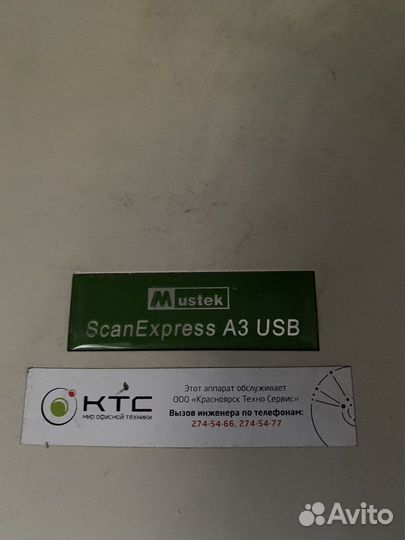 Mustek™
ScanExpress A3 USB
КТС
мир офисной техники
Этот аппарат обслуживает
ООО «Красноярск Техно Сервис»
Вызов инженера по телефонам:
274-54-66, 274-54-77
Avito